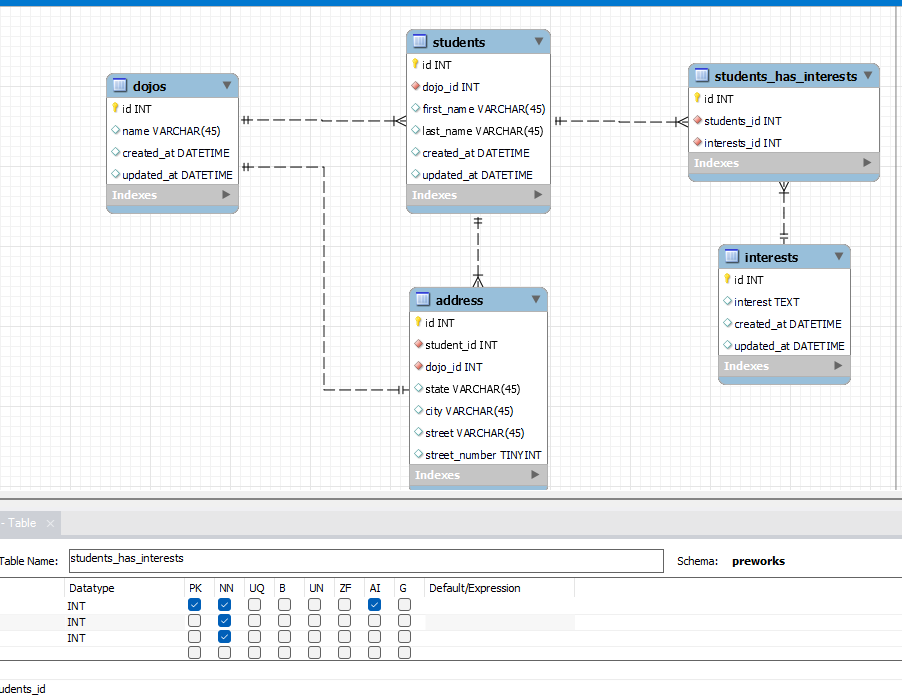 students
id INT
dojo_id INT
first_name VARCHAR(45)
last_name VARCHAR(45)
created_at DATETIME
updated_at DATETIME
Indexes
dojos
id INT
name VARCHAR(45)
created_at DATETIME
updated_at DATETIME
Indexes
students_has_interests
id INT
students_id INT
interests_id INT
Indexes
address
id INT
student_id INT
dojo_id INT
state VARCHAR(45)
city VARCHAR(45)
street VARCHAR(45)
street_number TINYINT
Indexes
interests
id INT
interest TEXT
created_at DATETIME
updated_at DATETIME
Indexes
- Table
Table Name: students_has_interests Schema: preworks
Datatype PK NN UQ B UN ZF AI G Default/Expression
INT
INT
INT
udents_id